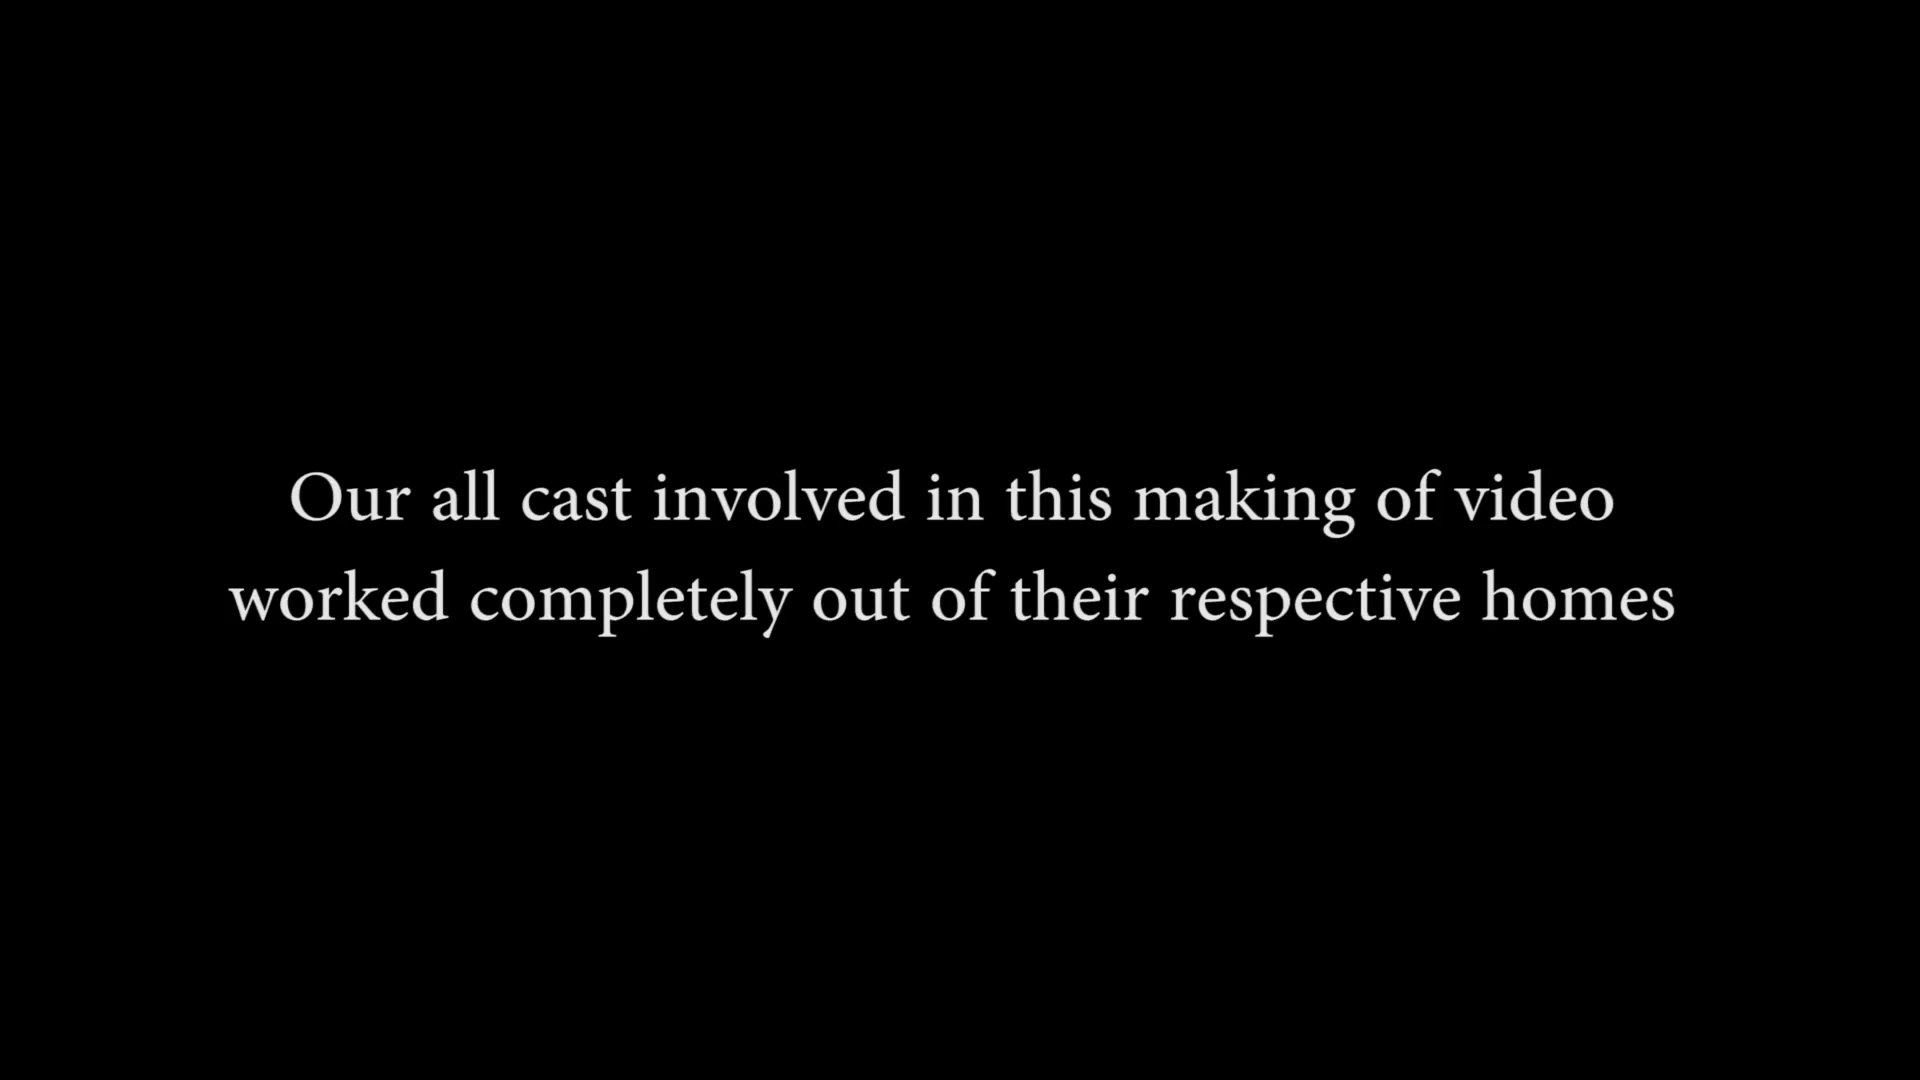 Our all cast involved in this making of video
worked completely out of their respective homes